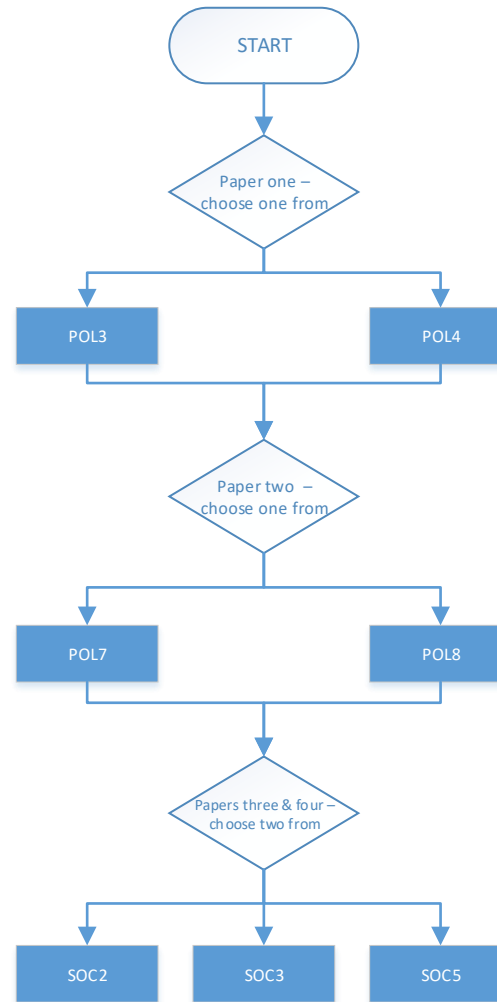 START
Paper one –
choose one from
POL3
POL4
Paper two –
choose one from
POL7
POL8
Papers three & four –
choose two from
SOC2
SOC3
SOC5